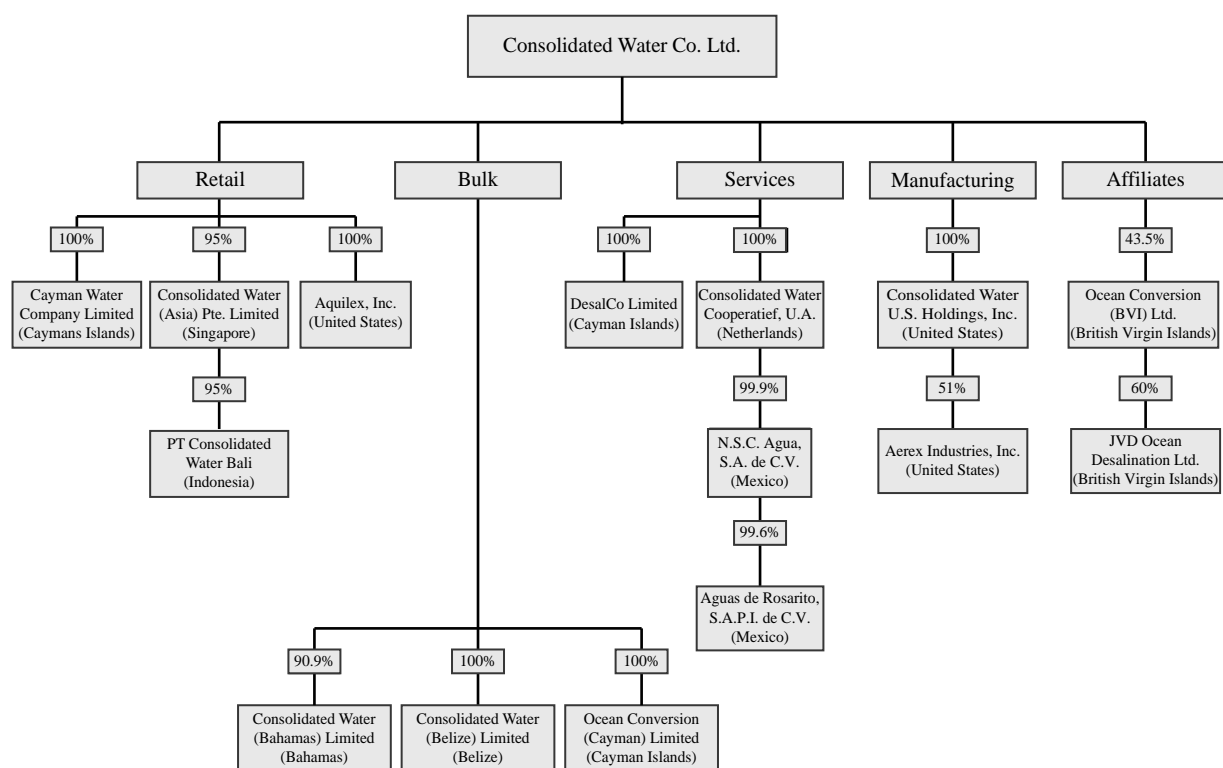 Consolidated Water Co. Ltd.
Retail
Bulk
Services
Manufacturing
Affiliates
100%
95%
100%
100%
100%
100%
43.5%
Cayman Water
Company Limited
(Caymans Islands)
Consolidated Water
(Asia) Pte. Limited
(Singapore)
Aquilex, Inc.
(United States)
DesalCo Limited
(Cayman Islands)
Consolidated Water
Cooperatief, U.A.
(Netherlands)
Consolidated Water
U.S. Holdings, Inc.
(United States)
Ocean Conversion
(BVI) Ltd.
(British Virgin Islands)
95%
99.9%
51%
60%
PT Consolidated
Water Bali
(Indonesia)
N.S.C. Agua,
S.A. de C.V.
(Mexico)
Aerex Industries, Inc.
(United States)
JVD Ocean
Desalination Ltd.
(British Virgin Islands)
99.6%
Aguas de Rosarito,
S.A.P.I. de C.V.
(Mexico)
90.9%
100%
100%
Consolidated Water
(Bahamas) Limited
(Bahamas)
Consolidated Water
(Belize) Limited
(Belize)
Ocean Conversion
(Cayman) Limited
(Cayman Islands)